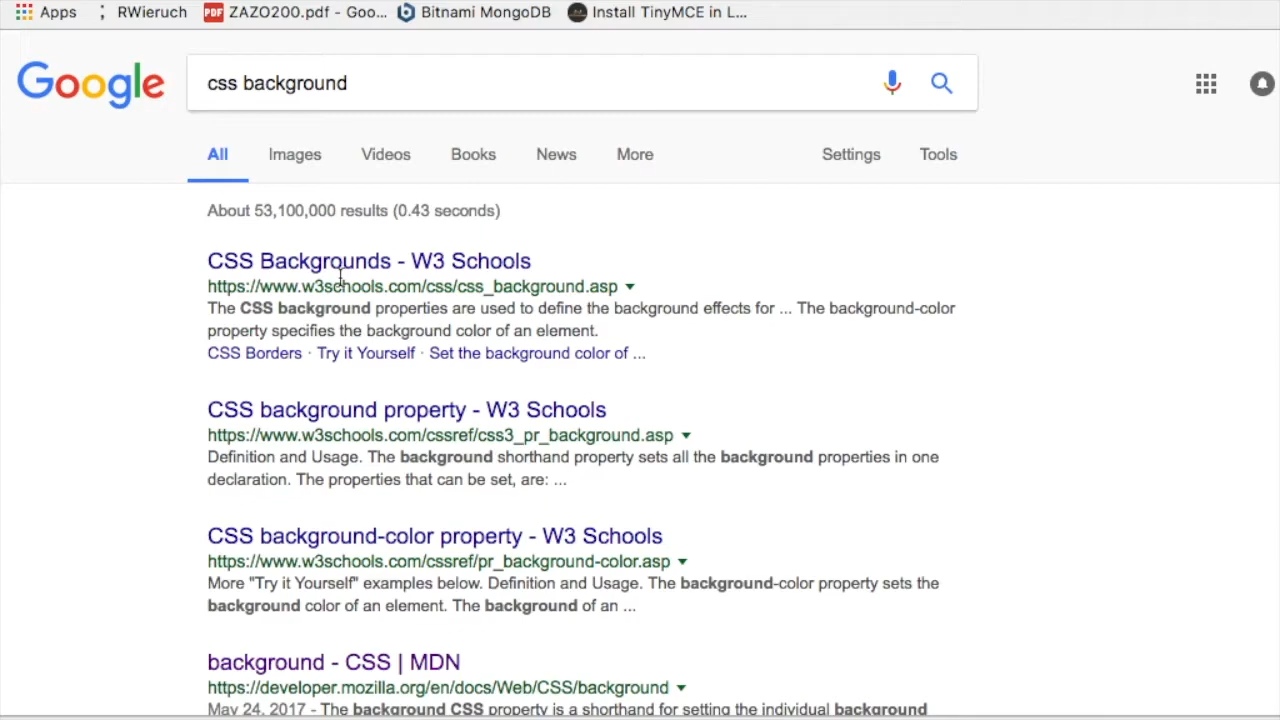 Apps RWieruch ZAZO200.pdf - Goo... Bitnami MongoDB Install TinyMCE in L...
Google
css background
All Images Videos Books News More Settings Tools
About 53,100,000 results (0.43 seconds)
CSS Backgrounds - W3 Schools
https://www.w3schools.com/css/css_background.asp
The CSS background properties are used to define the background effects for ... The background-color
property specifies the background color of an element.
CSS Borders · Try it Yourself · Set the background color of ...
CSS background property - W3 Schools
https://www.w3schools.com/cssref/css3_pr_background.asp
Definition and Usage. The background shorthand property sets all the background properties in one
declaration. The properties that can be set, are: ...
CSS background-color property - W3 Schools
https://www.w3schools.com/cssref/pr_background-color.asp
More "Try it Yourself" examples below. Definition and Usage. The background-color property sets the
background color of an element. The background of an ...
background - CSS | MDN
https://developer.mozilla.org/en/docs/Web/CSS/background
May 24, 2017 - The background CSS property is a shorthand for setting the individual background